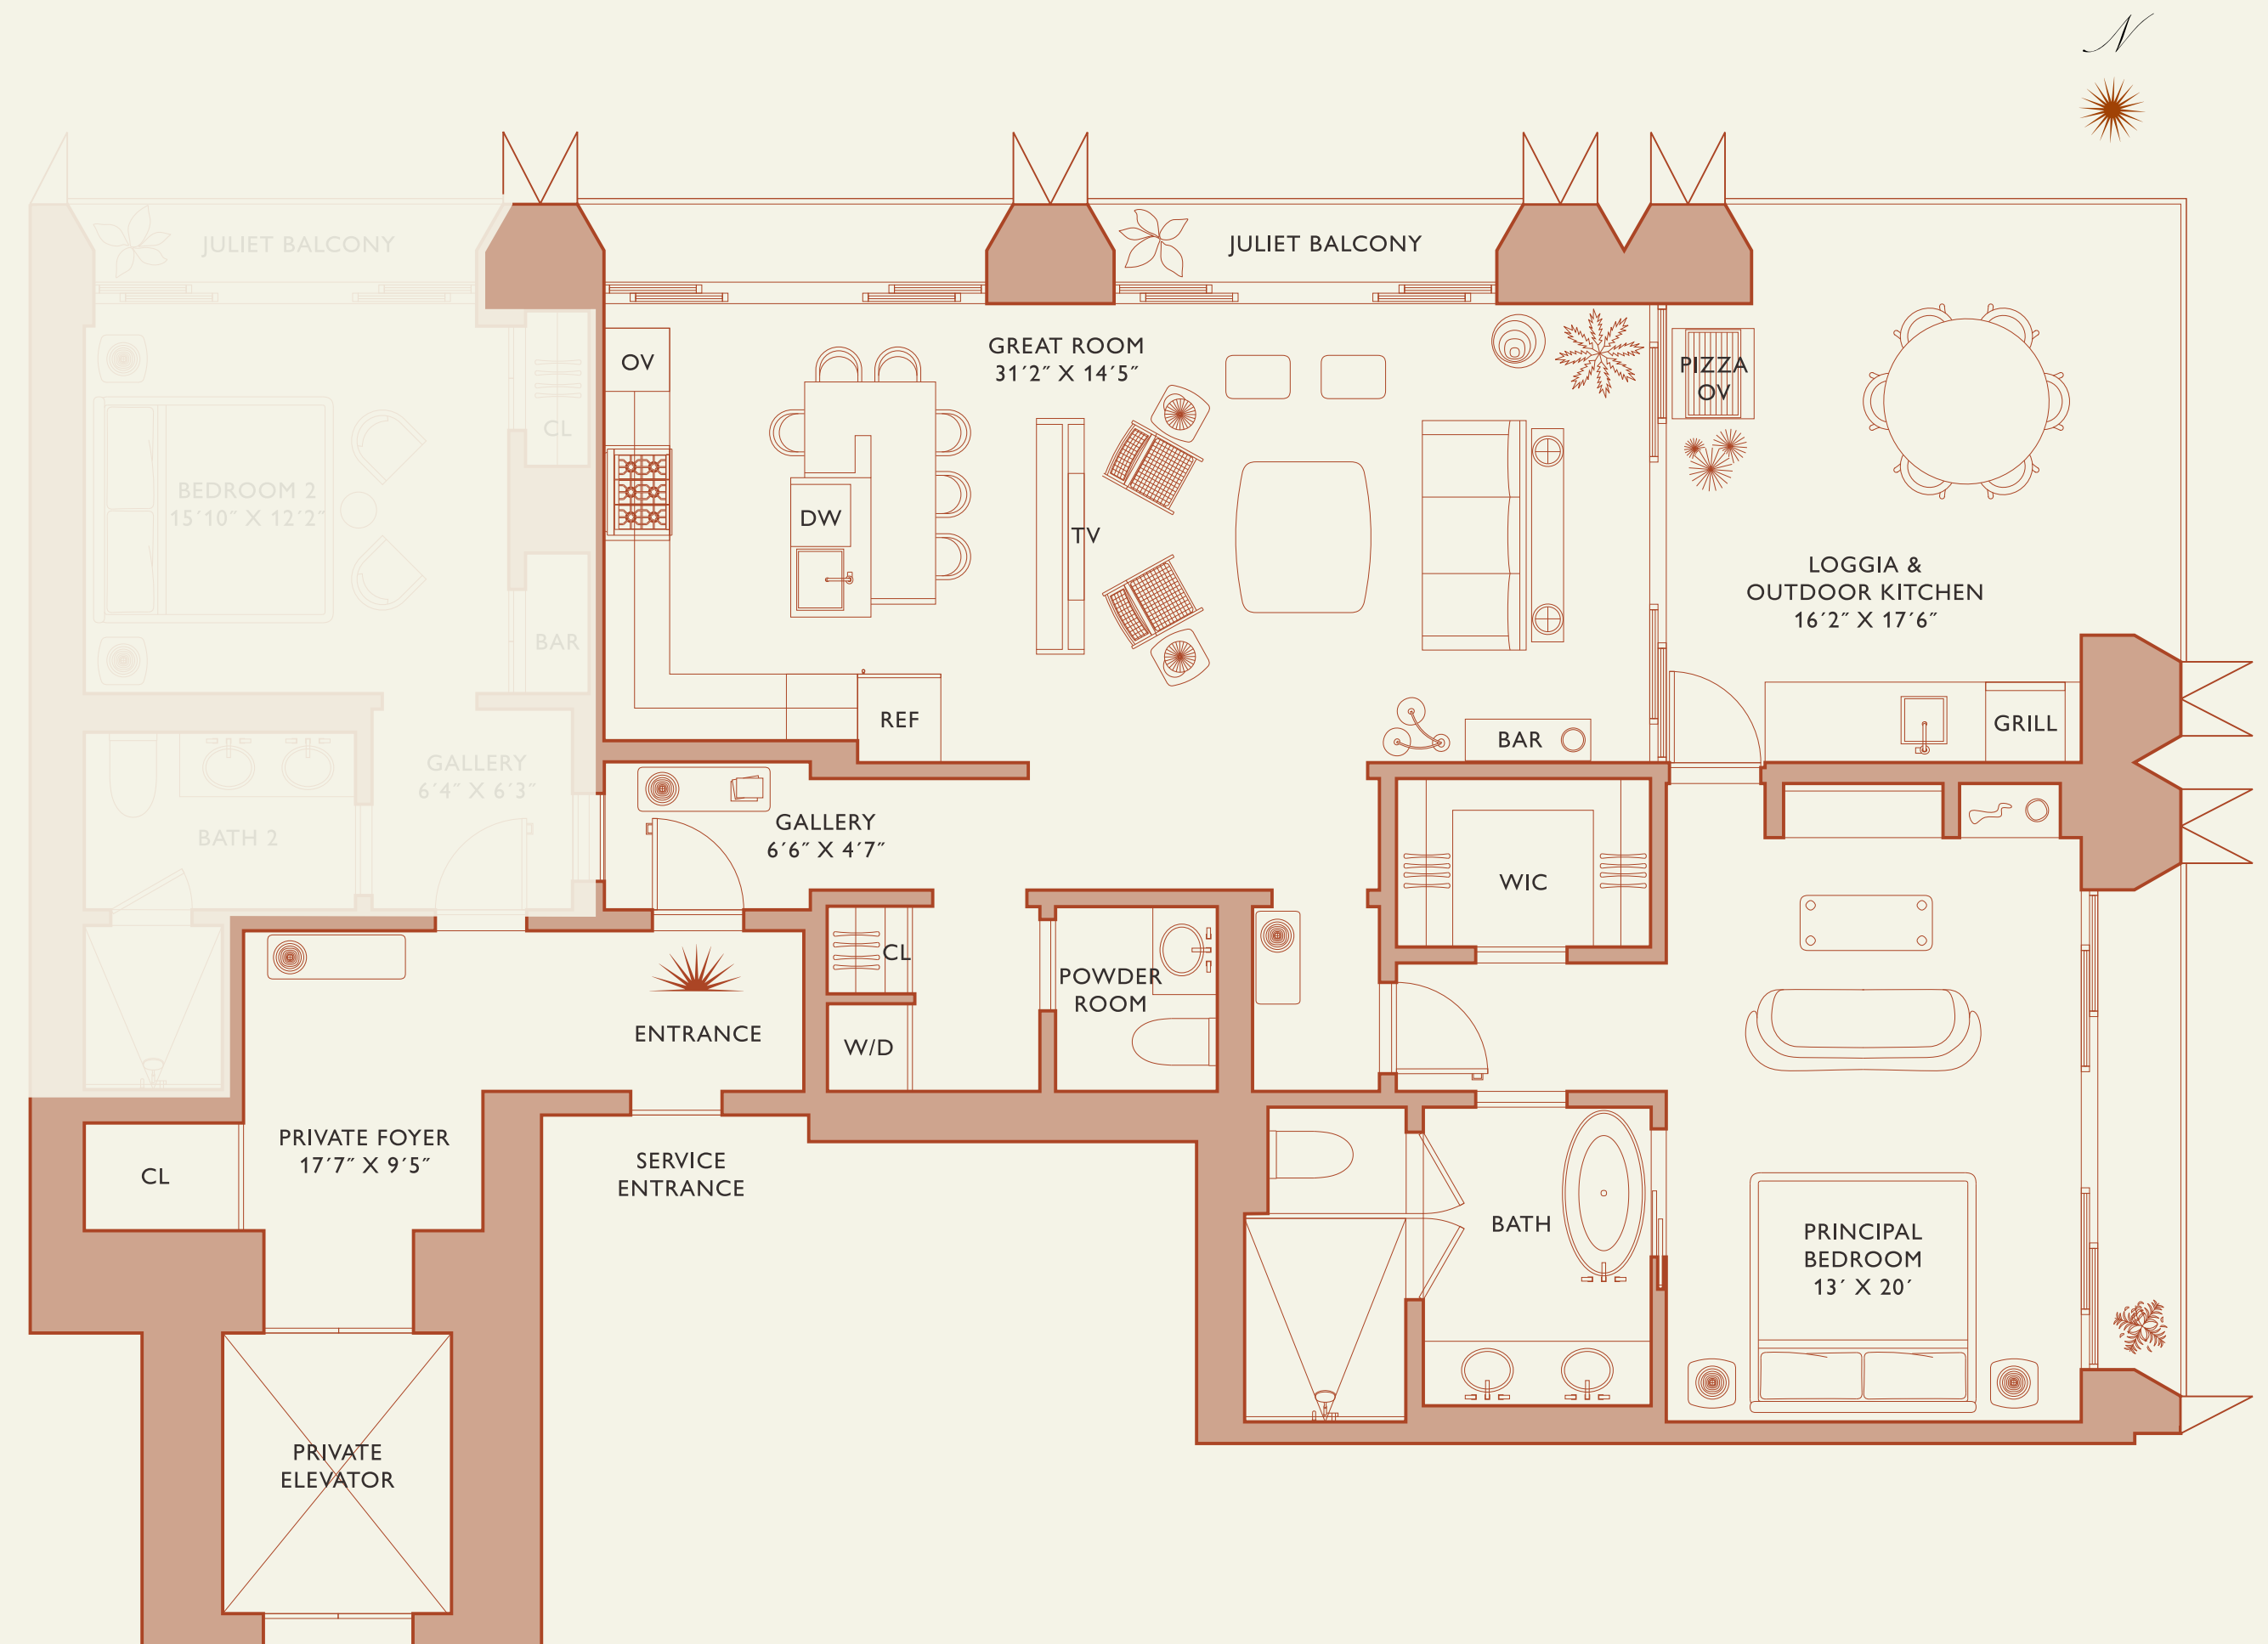 N
JULIET BALCONY
JULIET BALCONY
GREAT ROOM
31´2˝ X 14´5˝
OV
PIZZA
OV
CL
BEDROOM 2
15´10˝ X 12´2˝
DW
TV
LOGGIA &
OUTDOOR KITCHEN
16´2˝ X 17´6˝
BAR
REF
BAR
GRILL
GALLERY
6´4˝ X 6´3˝
BATH 2
GALLERY
6´6˝ X 4´7˝
WIC
CL
POWDER
ROOM
ENTRANCE
W/D
PRIVATE FOYER
17´7˝ X 9´5˝
CL
SERVICE
ENTRANCE
BATH
PRINCIPAL
BEDROOM
13´ X 20´
PRIVATE
ELEVATOR